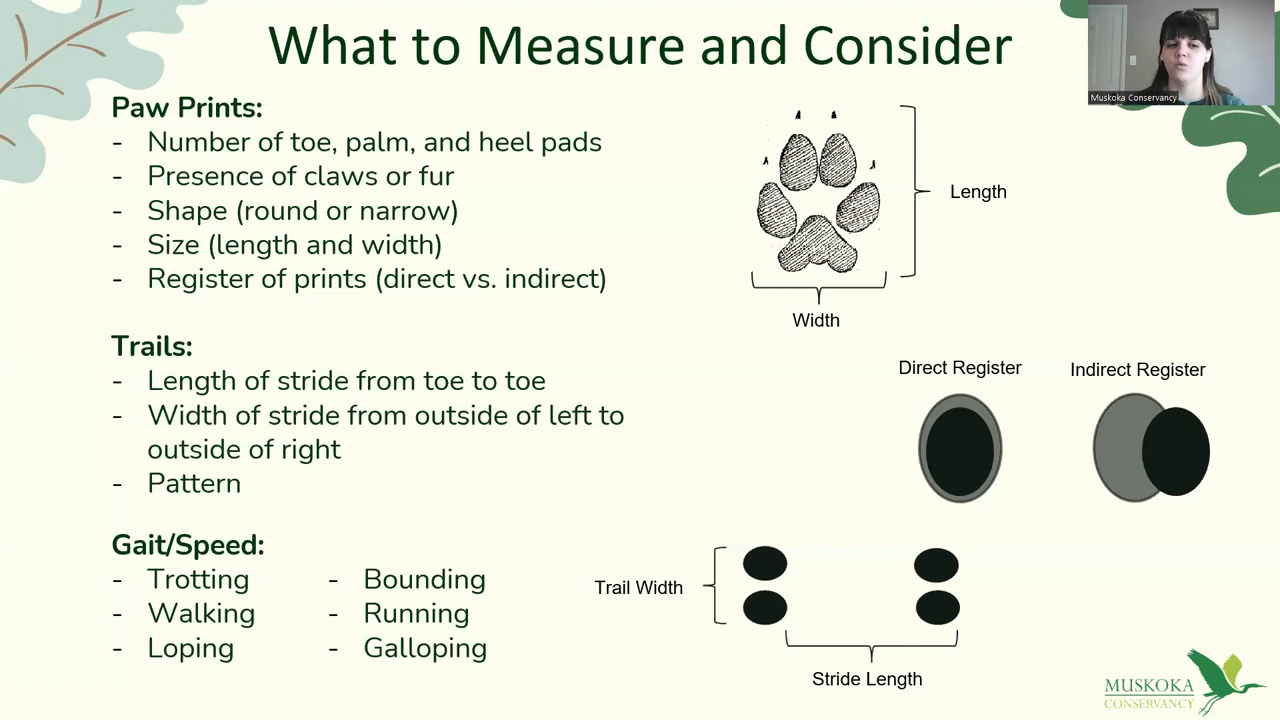 What to Measure and Consider
Muskoka Conservancy
Paw Prints:
- Number of toe, palm, and heel pads
- Presence of claws or fur
- Shape (round or narrow)
- Size (length and width)
- Register of prints (direct vs. indirect)
Length
Width
Trails:
- Length of stride from toe to toe
- Width of stride from outside of left to
outside of right
- Pattern
Direct Register
Indirect Register
Gait/Speed:
- Trotting
- Walking
- Loping
- Bounding
- Running
- Galloping
Trail Width
Stride Length
MUSKOKA
CONSERVANCY